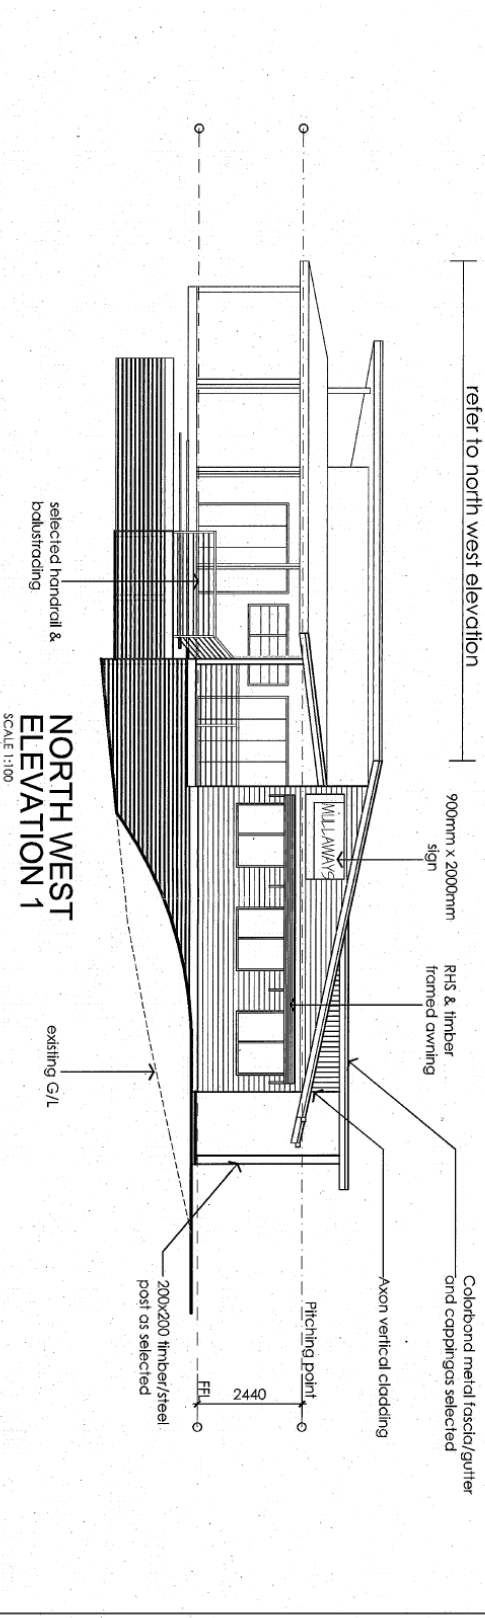 refer to north west elevation
900mm x 2000mm
sign
RHS & timber
framed awning
Colorbond metal fascia/gutter
and cappingas selected
Axon vertical cladding
MULLAWAYS
Pitching point
2440
FFL
selected handrail &
balustrading
existing G/L
200x200 timber/steel
post as selected
NORTH WEST
ELEVATION 1
SCALE 1:100